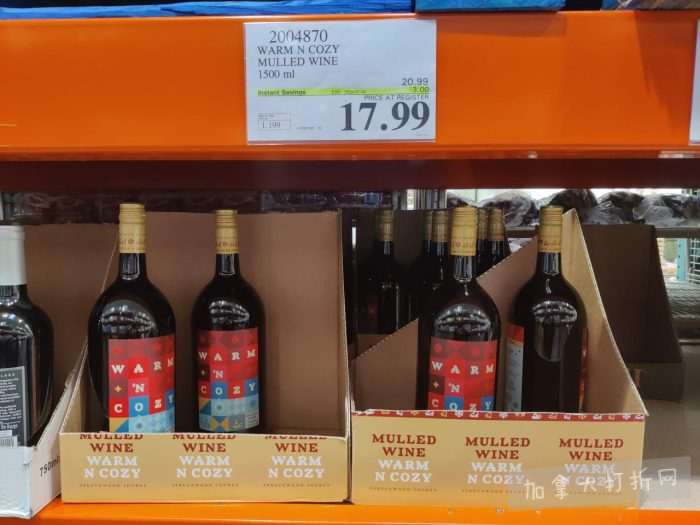 2004870
WARM N COZY
MULLED WINE
1500 ml
20.99
Instant Savings
3.00
PRICE AT REGISTER
17.99
1.199
WARM
+ 'N +
COZY
WARM
+ 'N +
COZY
WARM
+ 'N +
COZY
MULLED WINE WARM N COZY
MULLED WINE WARM N COZY
MULLED WINE WARM N COZY
MULLED WINE WARM N COZY
MULLED WINE WARM N COZY
MULLED WINE WARM N COZY
750ml
加拿大打折网